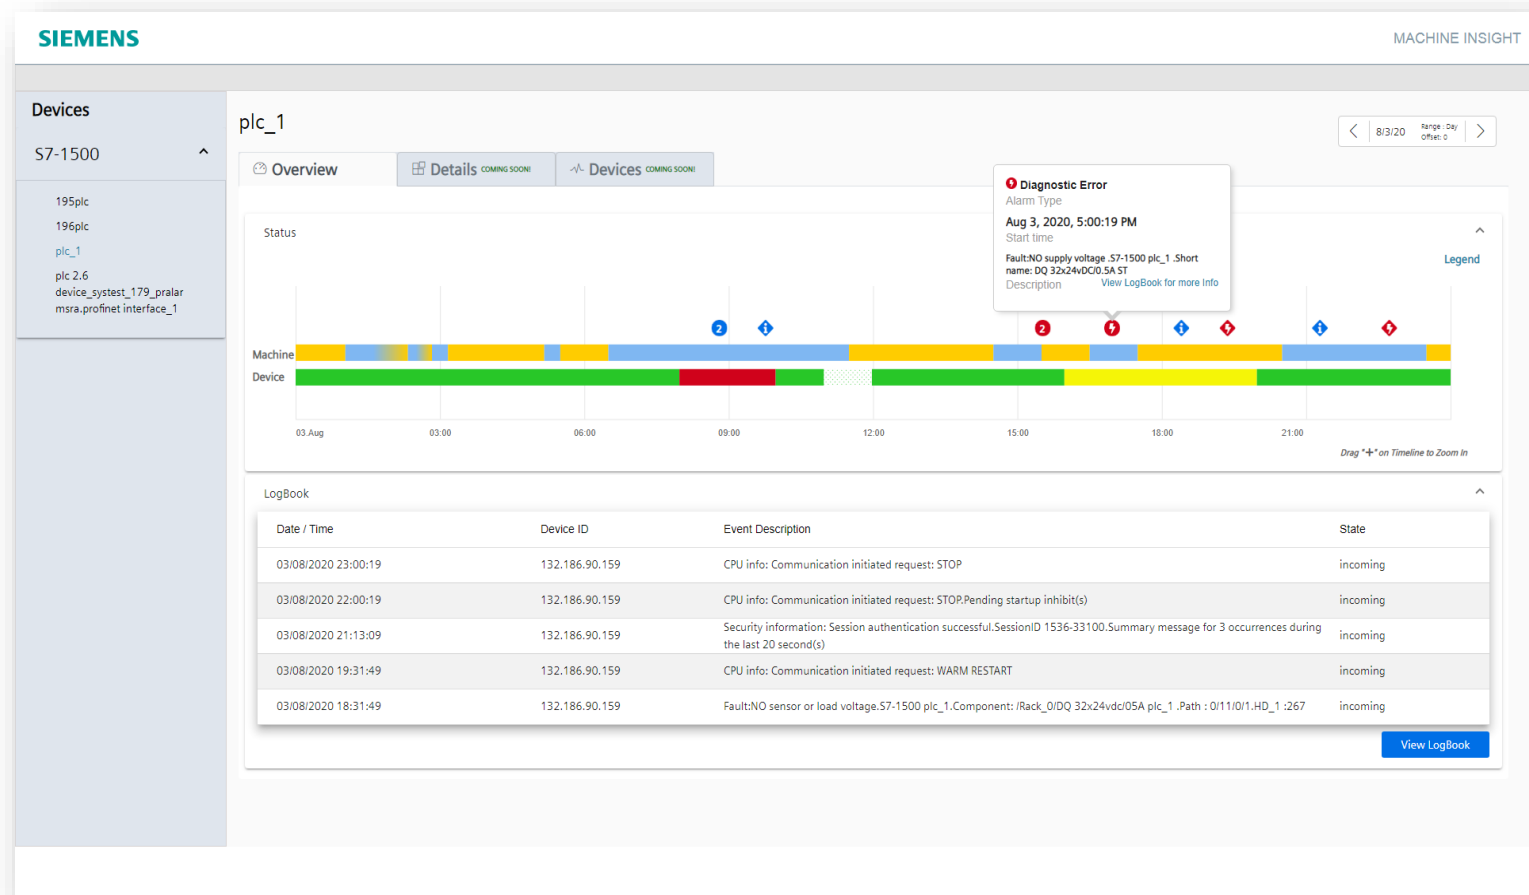 SIEMENS
MACHINE INSIGHT
Devices
S7-1500
195plc
196plc
plc_1
plc 2.6
device_systest_179_pralar
msra.profinet interface_1
plc_1
8/3/20
Range : Day
Offset: 0
Overview
Details COMING SOON!
Devices COMING SOON!
Diagnostic Error
Alarm Type
Aug 3, 2020, 5:00:19 PM
Start time
Fault:NO supply voltage .S7-1500 plc_1 .Short
name: DQ 32x24vDC/0.5A ST
Description
View LogBook for more Info
Status
Legend
2
2
Machine
Device
03.Aug
03:00
06:00
09:00
12:00
15:00
18:00
21:00
Drag "+" on Timeline to Zoom In
LogBook
Date / Time Device ID Event Description State
03/08/2020 23:00:19 132.186.90.159 CPU info: Communication initiated request: STOP incoming
03/08/2020 22:00:19 132.186.90.159 CPU info: Communication initiated request: STOP.Pending startup inhibit(s) incoming
03/08/2020 21:13:09 132.186.90.159 Security information: Session authentication successful.SessionID 1536-33100.Summary message for 3 occurrences during
the last 20 second(s) incoming
03/08/2020 19:31:49 132.186.90.159 CPU info: Communication initiated request: WARM RESTART incoming
03/08/2020 18:31:49 132.186.90.159 Fault:NO sensor or load voltage.S7-1500 plc_1.Component: /Rack_0/DQ 32x24vdc/05A plc_1 .Path : 0/11/0/1.HD_1 :267 incoming
View LogBook